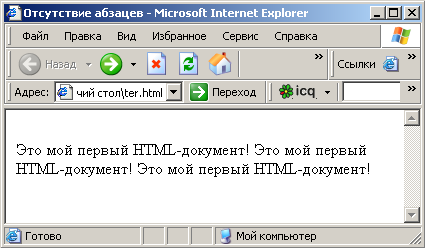 Отсутствие абзацев - Microsoft Internet Explorer
Файл Правка Вид Избранное Сервис Справка »
Назад » Ссылки
Адрес: чий стол\ter.html Переход icq »
Это мой первый HTML-документ! Это мой первый
HTML-документ! Это мой первый HTML-документ!
Готово Мой компьютер